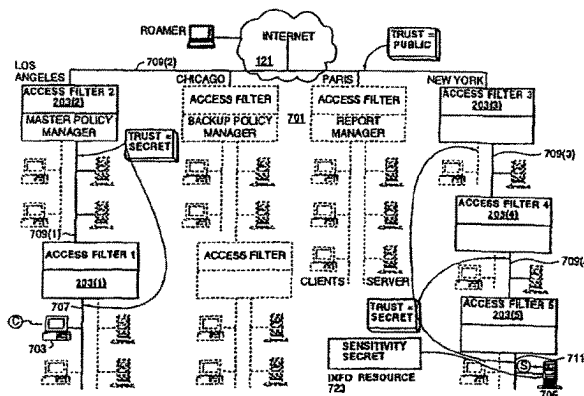 ROAMER
INTERNET
121
TRUST =
PUBLIC
709(2)
LOS
ANGELES
CHICAGO
PARIS
NEW YORK
ACCESS FILTER 2
203(2)
MASTER POLICY
MANAGER
TRUST =
SECRET
ACCESS FILTER
BACKUP POLICY
MANAGER
701
ACCESS FILTER
REPORT
MANAGER
ACCESS FILTER 3
203(3)
709(3)
709(1)
ACCESS FILTER 1
203(1)
707
ACCESS FILTER
CLIENTS
SERVER
ACCESS FILTER 4
203(4)
C
703
TRUST =
SECRET
SENSITIVITY
SECRET
INFO RESOURCE
723
ACCESS FILTER 5
203(5)
711
S